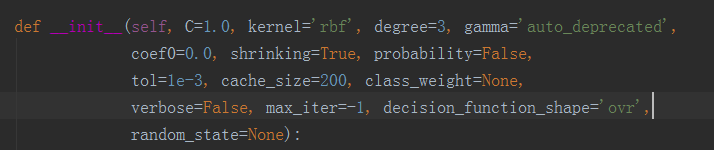 def __init__(self, C=1.0, kernel='rbf', degree=3, gamma='auto_deprecated',
coef0=0.0, shrinking=True, probability=False,
tol=1e-3, cache_size=200, class_weight=None,
verbose=False, max_iter=-1, decision_function_shape='ovr',
random_state=None):